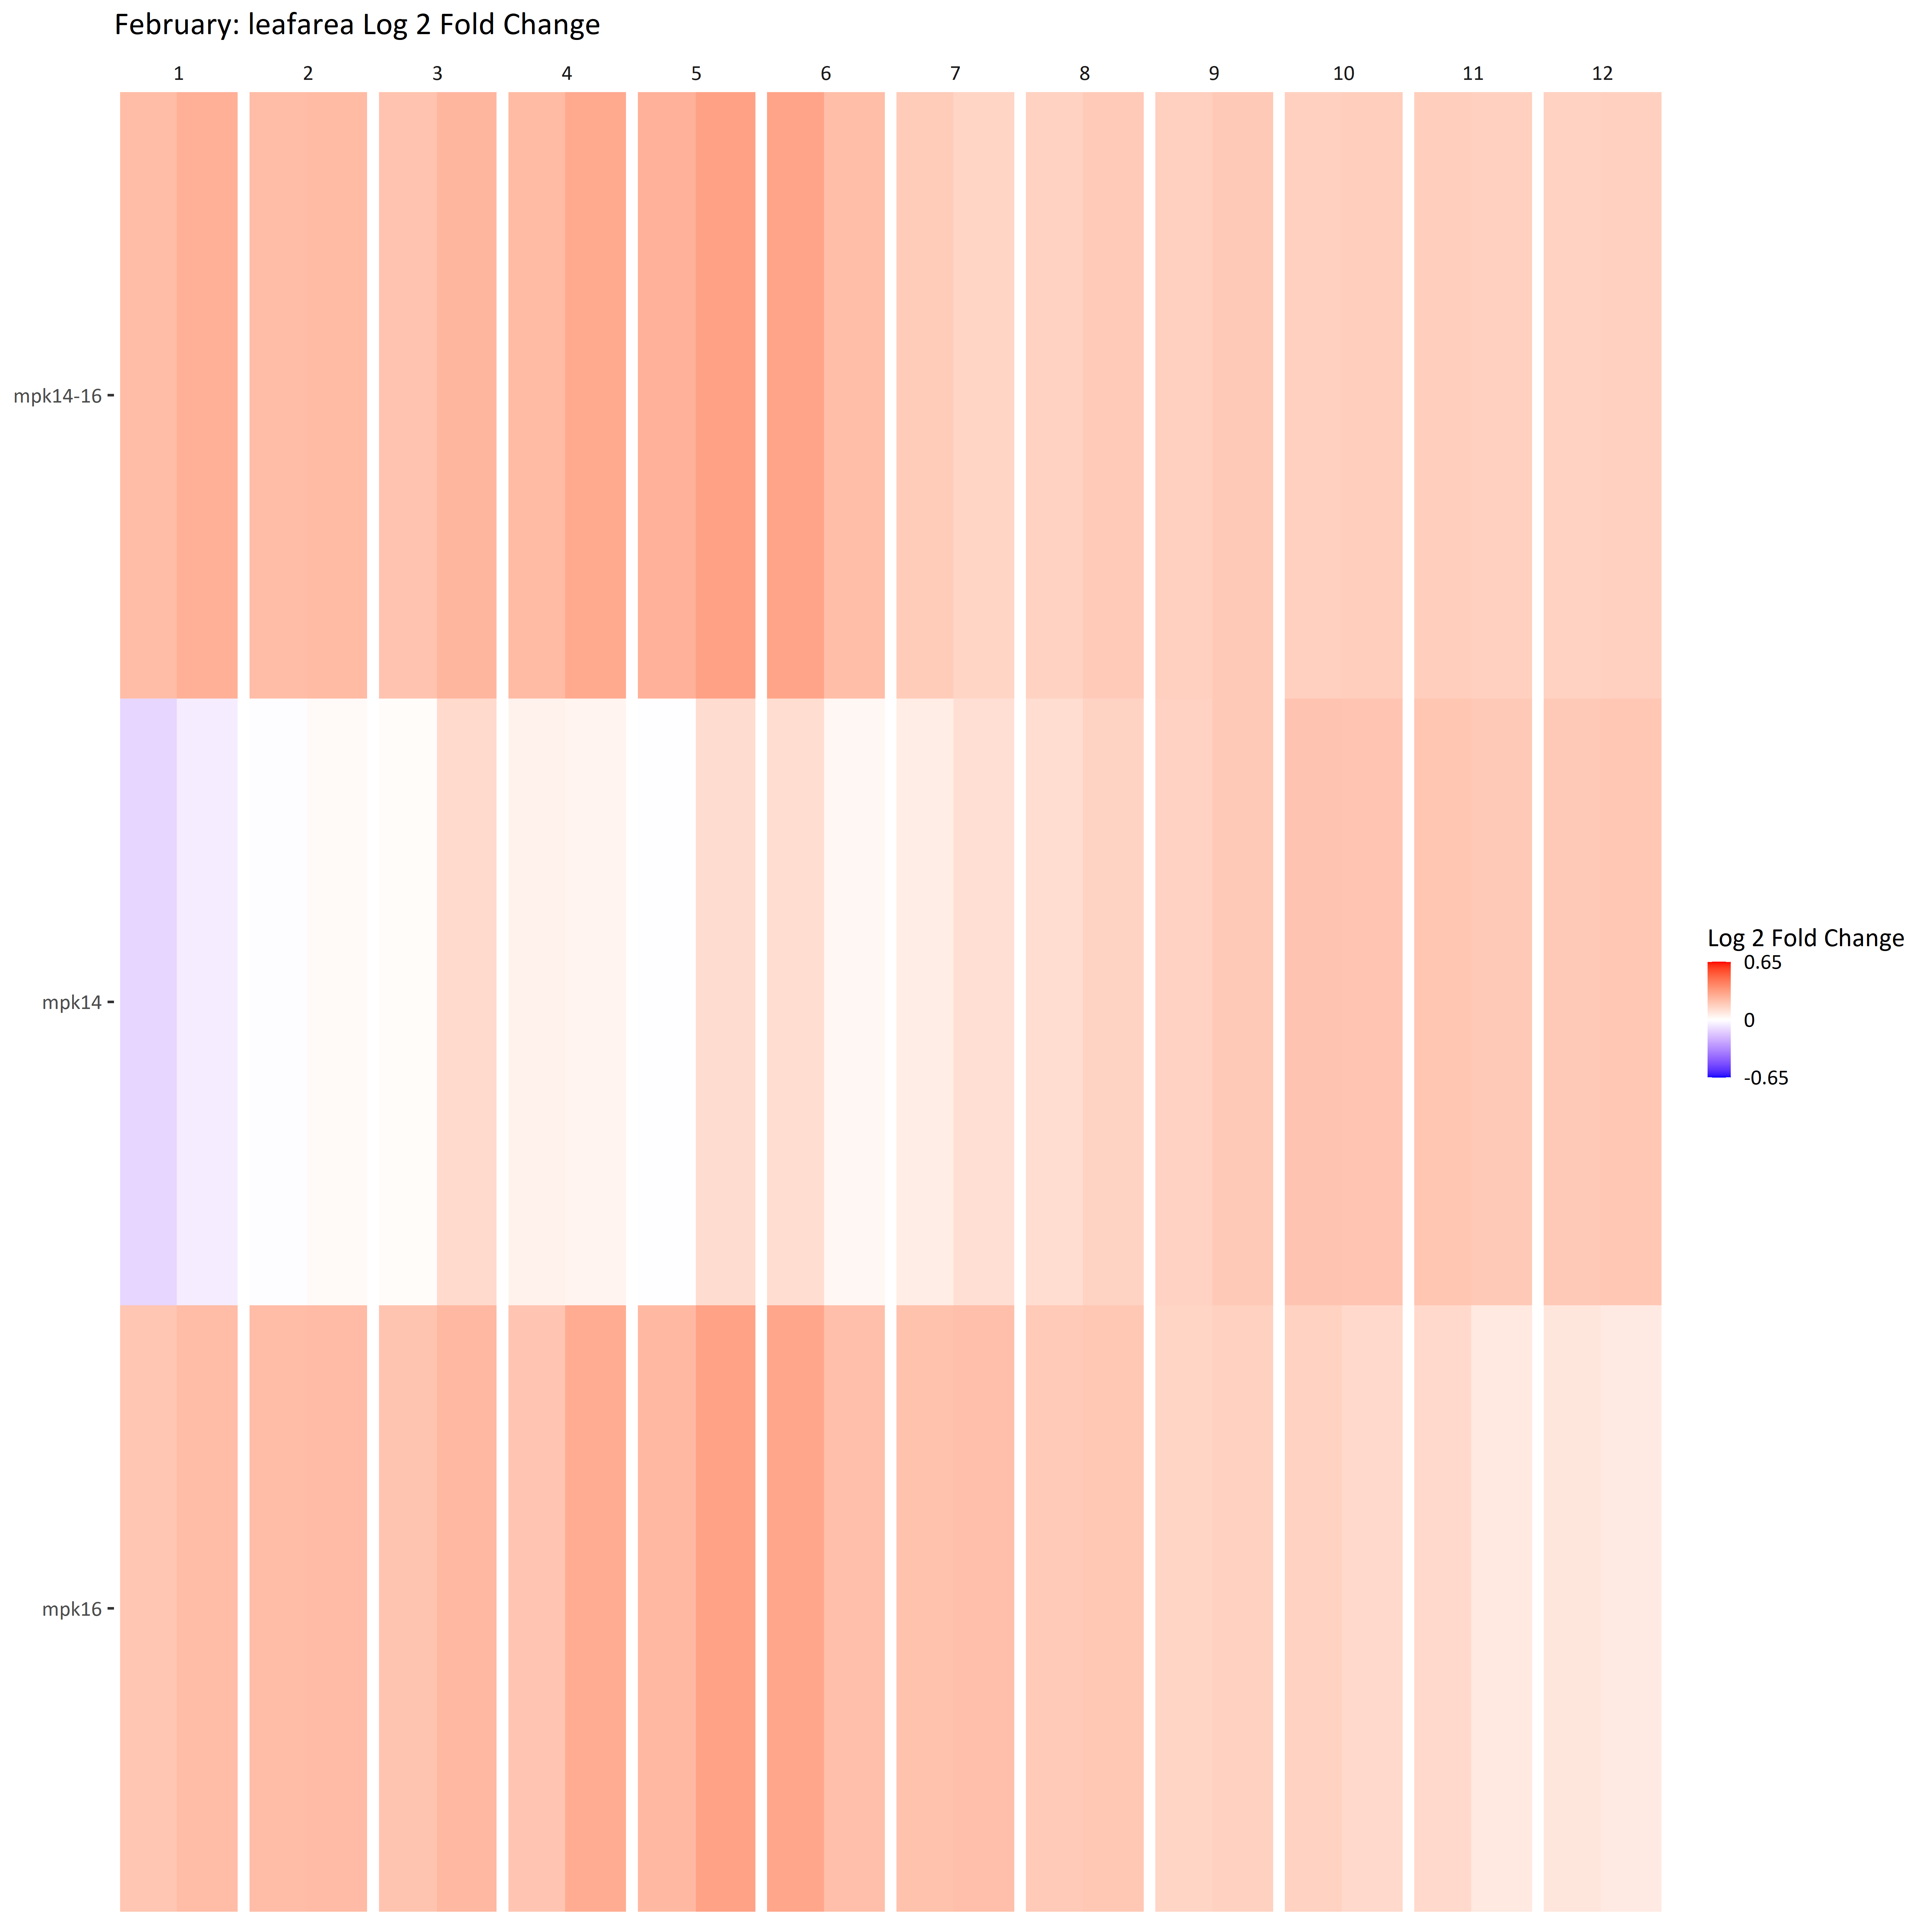 February: leafarea Log 2 Fold Change
1 2 3 4 5 6 7 8 9 10 11 12
mpk14-16
mpk14
mpk16
Log 2 Fold Change
0.65
0
-0.65